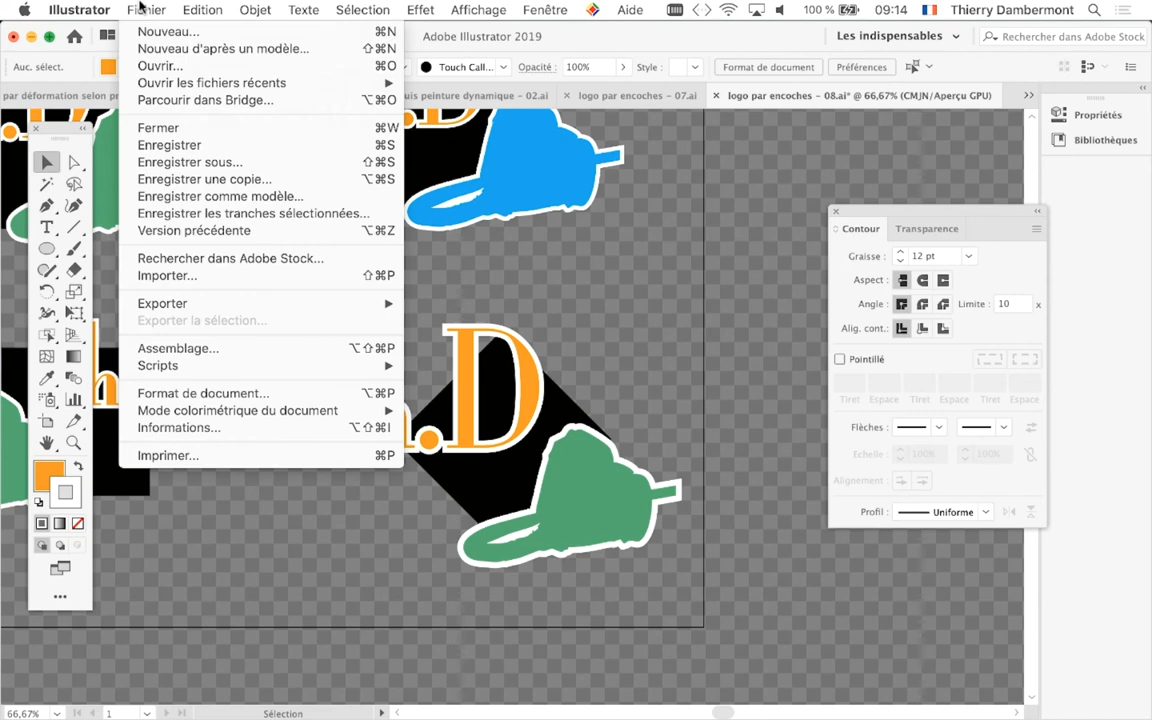 Illustrator Fichier Edition Objet Texte Sélection Effet Affichage Fenêtre Aide 100 % 09:14 Thierry Dambermont
Adobe Illustrator 2019
Les indispensables
Rechercher dans Adobe Stock
Auc. sélect.
Touch Call...
Opacité : 100%
Style :
Format de document
Préférences
par déformation selon pr
uis peinture dynamique – 02.ai
× logo par encoches – 07.ai
× logo par encoches – 08.ai* @ 66,67% (CMJN/Aperçu GPU)
Nouveau... ⌘N
Nouveau d'après un modèle... ⇧⌘N
Ouvrir... ⌘O
Ouvrir les fichiers récents
Parcourir dans Bridge... ⌥⌘O
Fermer ⌘W
Enregistrer ⌘S
Enregistrer sous... ⇧⌘S
Enregistrer une copie... ⌥⌘S
Enregistrer comme modèle...
Enregistrer les tranches sélectionnées...
Version précédente ⌥⌘Z
Rechercher dans Adobe Stock...
Importer... ⇧⌘P
Exporter
Exporter la sélection...
Assemblage... ⌥⇧⌘P
Scripts
Format de document... ⌥⌘P
Mode colorimétrique du document
Informations... ⌥⇧⌘I
Imprimer... ⌘P
.D
h
.D
Propriétés
Bibliothèques
Contour Transparence
Graisse : 12 pt
Aspect :
Angle : Limite : 10 x
Alig. cont. :
Pointillé
Tiret Espace Tiret Espace Tiret Espace
Flèches :
Echelle : 100% 100%
Alignement :
Profil : Uniforme
66,67% 1 Sélection